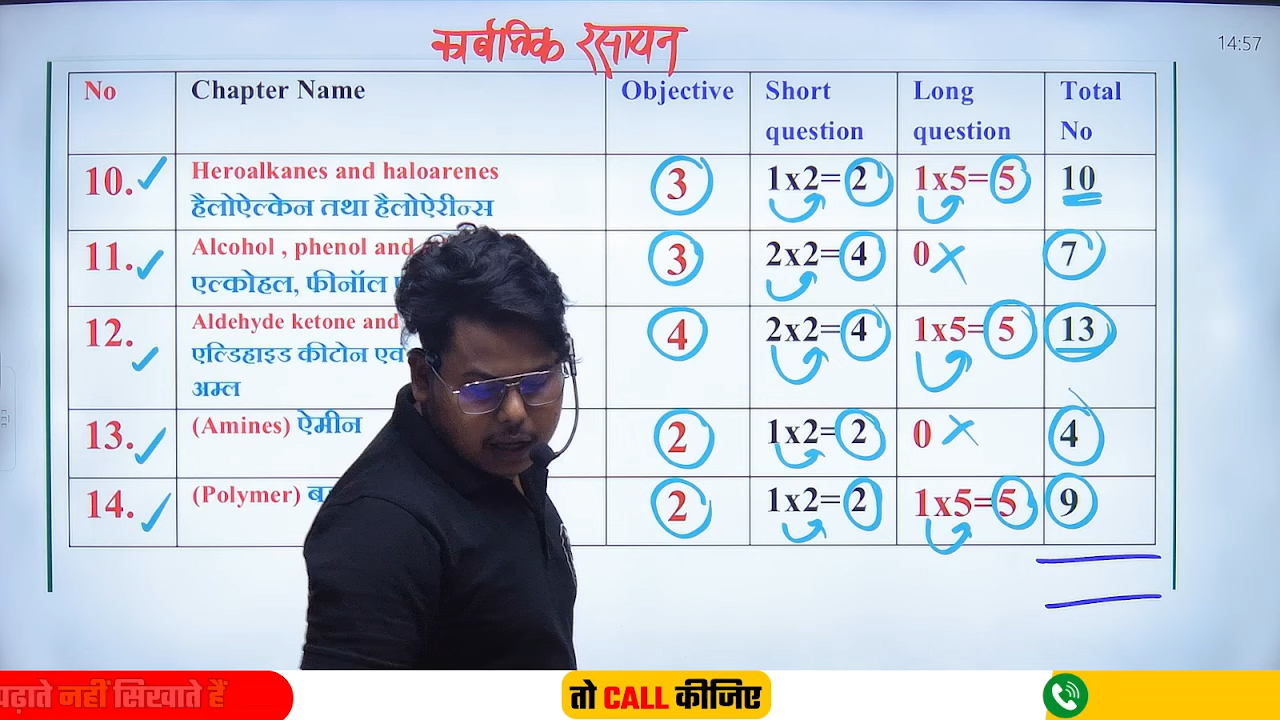 कार्बनिक रसायन
14:57
No Chapter Name Objective Short question Long question Total No
10. Heroalkanes and haloarenes 3 1x2=2 1x5=5 10
हैलोऐल्केन तथा हैलोऐरीन्स
11. Alcohol , phenol and 3 2x2=4 0 7
एल्कोहल, फीनॉल
12. Aldehyde ketone and 4 2x2=4 1x5=5 13
एल्डिहाइड कीटोन एवं
अम्ल
13. (Amines) ऐमीन 2 1x2=2 0 4
14. (Polymer) 2 1x2=2 1x5=5 9
पढ़ाते नहीं सिखाते हैं
तो CALL कीजिए